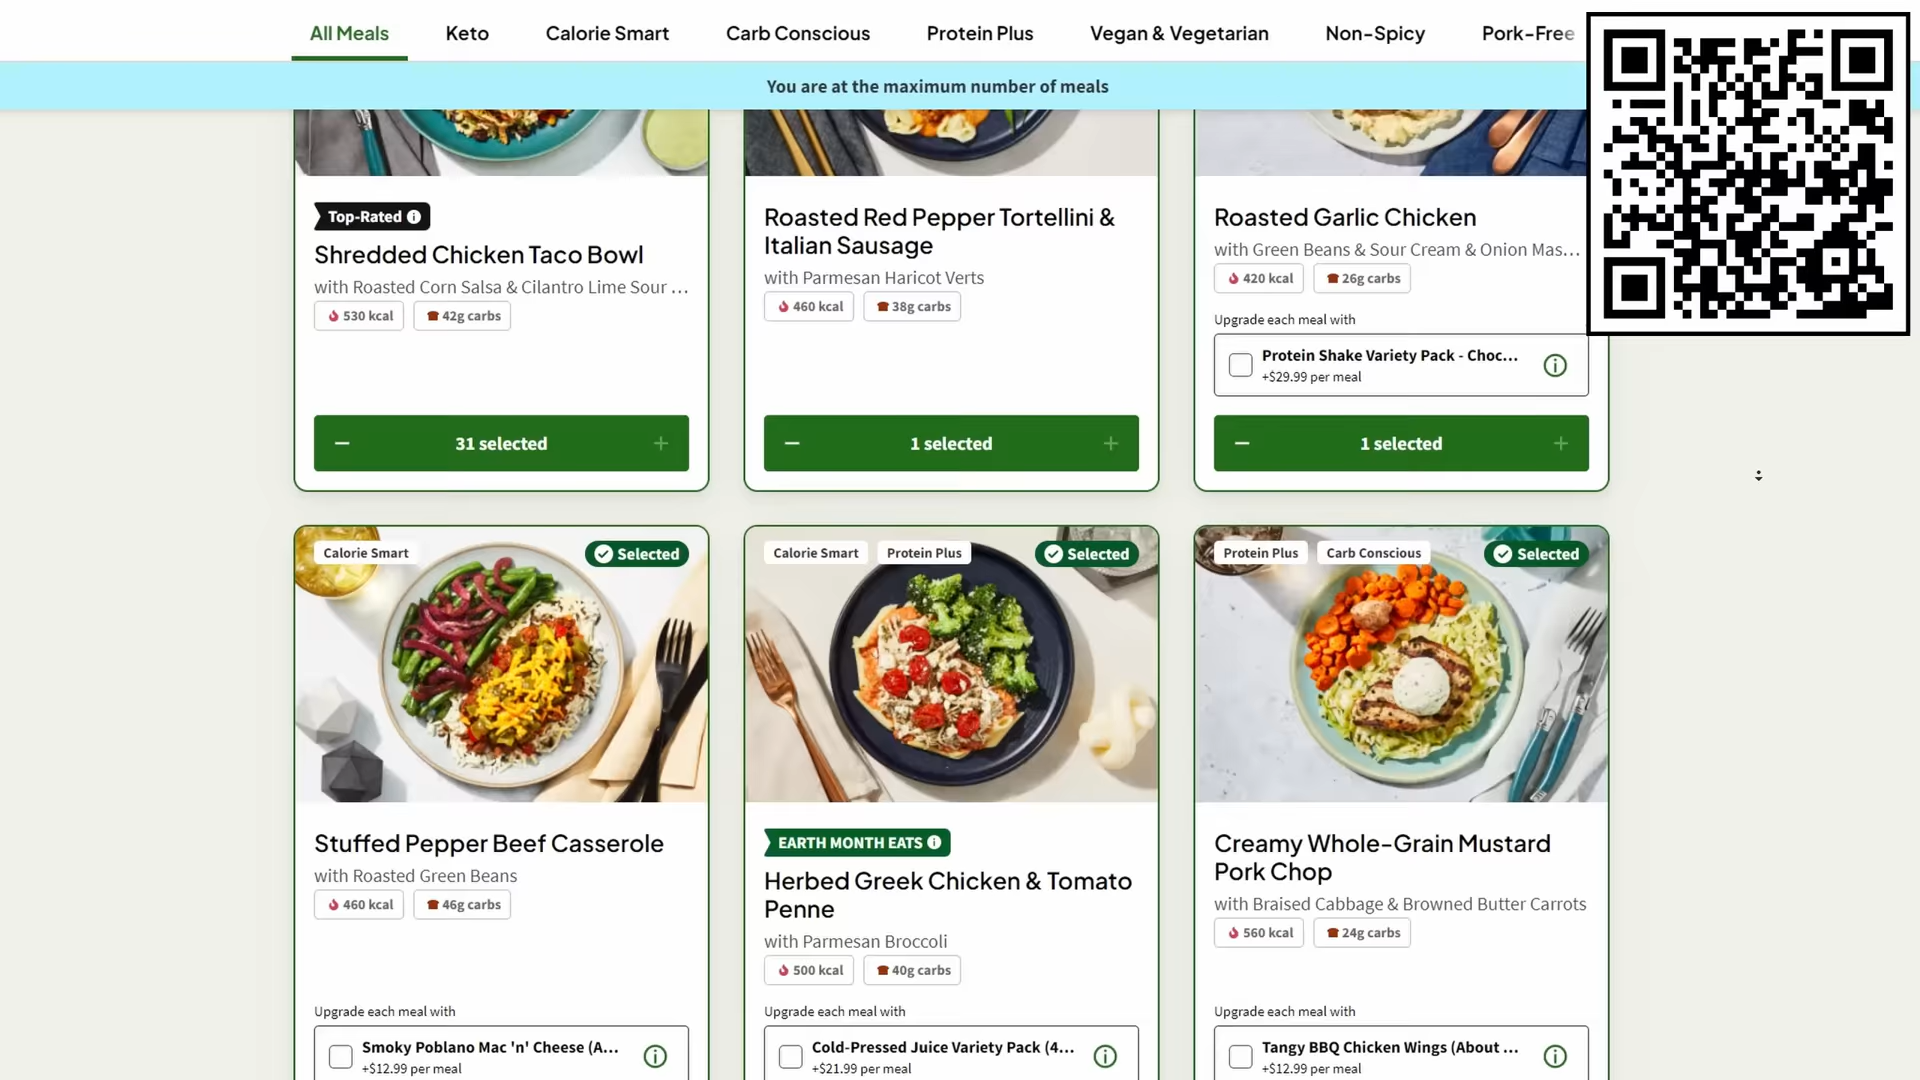 All Meals
Keto
Calorie Smart
Carb Conscious
Protein Plus
Vegan & Vegetarian
Non-Spicy
Pork-Free
You are at the maximum number of meals
Top-Rated
Shredded Chicken Taco Bowl
with Roasted Corn Salsa & Cilantro Lime Sour ...
530 kcal
42g carbs
31 selected
Roasted Red Pepper Tortellini &
Italian Sausage
with Parmesan Haricot Verts
460 kcal
38g carbs
1 selected
Roasted Garlic Chicken
with Green Beans & Sour Cream & Onion Mas...
420 kcal
26g carbs
Upgrade each meal with
Protein Shake Variety Pack - Choc...
+$29.99 per meal
1 selected
Calorie Smart
Selected
Stuffed Pepper Beef Casserole
with Roasted Green Beans
460 kcal
46g carbs
Upgrade each meal with
Smoky Poblano Mac 'n' Cheese (A...
+$12.99 per meal
Calorie Smart
Protein Plus
Selected
EARTH MONTH EATS
Herbed Greek Chicken & Tomato
Penne
with Parmesan Broccoli
500 kcal
40g carbs
Upgrade each meal with
Cold-Pressed Juice Variety Pack (4...
+$21.99 per meal
Protein Plus
Carb Conscious
Selected
Creamy Whole-Grain Mustard
Pork Chop
with Braised Cabbage & Browned Butter Carrots
560 kcal
24g carbs
Upgrade each meal with
Tangy BBQ Chicken Wings (About ...
+$12.99 per meal